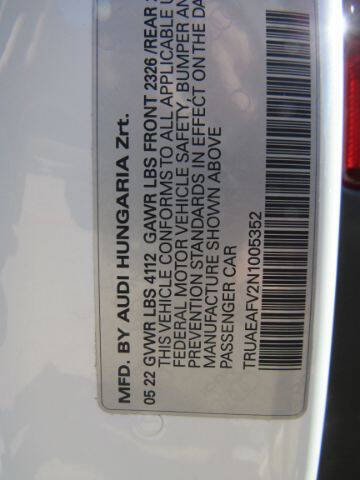 MFD. BY AUDI HUNGARIA Zrt.
05 22 GVWR LBS 4112 GAWR LBS FRONT 2326 /REAR
THIS VEHICLE CONFORMS TO ALL APPLICABLE
FEDERAL MOTOR VEHICLE SAFETY, BUMPER AN
PREVENTION STANDARDS IN EFFECT ON THE DA
MANUFACTURE SHOWN ABOVE
PASSENGER CAR
TRUAEAFV2N1005352